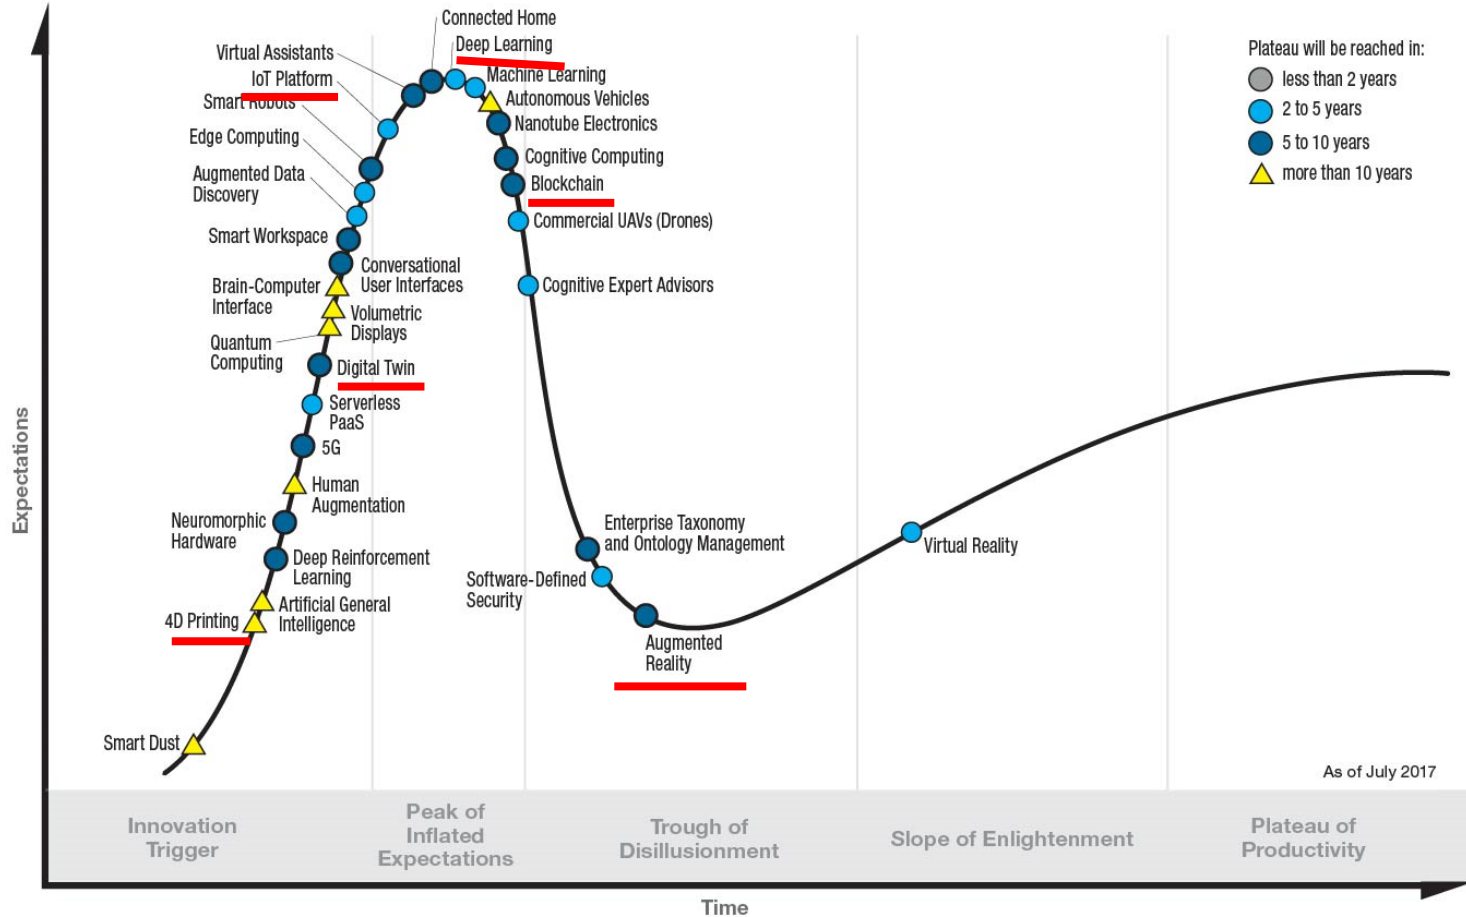 Connected Home
Deep Learning
Virtual Assistants
IoT Platform
Machine Learning
Smart Robots
Autonomous Vehicles
Nanotube Electronics
Edge Computing
Cognitive Computing
Augmented Data
Discovery
Blockchain
Commercial UAVs (Drones)
Smart Workspace
Conversational
User Interfaces
Brain-Computer
Interface
Cognitive Expert Advisors
Volumetric
Displays
Quantum
Computing
Digital Twin
Serverless
PaaS
5G
Human
Augmentation
Neuromorphic
Hardware
Deep Reinforcement
Learning
Artificial General
Intelligence
4D Printing
Smart Dust
Enterprise Taxonomy
and Ontology Management
Software-Defined
Security
Augmented
Reality
Virtual Reality
Plateau will be reached in:
less than 2 years
2 to 5 years
5 to 10 years
more than 10 years
As of July 2017
Expectations
Innovation
Trigger
Peak of
Inflated
Expectations
Trough of
Disillusionment
Slope of Enlightenment
Plateau of
Productivity
Time